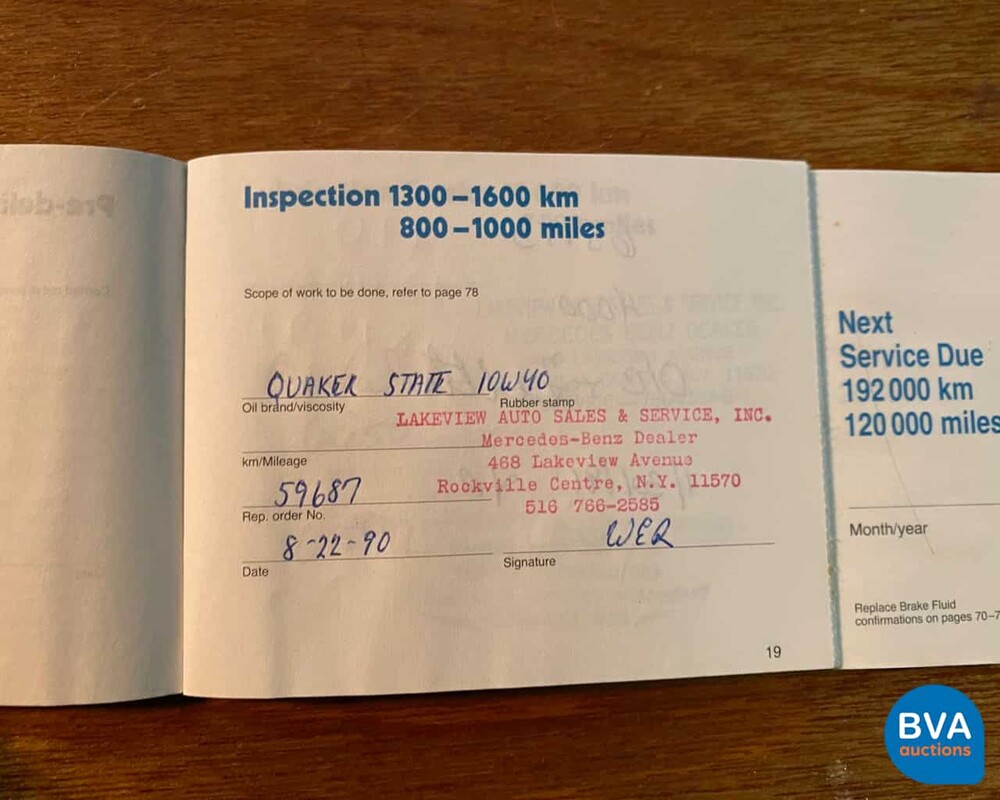 Inspection 1300–1600 km
800–1000 miles
Scope of work to be done, refer to page 78
QUAKER STATE 10W40
Oil brand/viscosity
Rubber stamp
LAKEVIEW AUTO SALES & SERVICE, INC.
Mercedes-Benz Dealer
km/Mileage
468 Lakeview Avenue
Rockville Centre, N.Y. 11570
59687
516 766-2585
Rep. order No.
8-22-90
WER
Date
Signature
19
Next
Service Due
192 000 km
120 000 miles
Month/year
Replace Brake Fluid
confirmations on pages 70–7
BVA
auctions